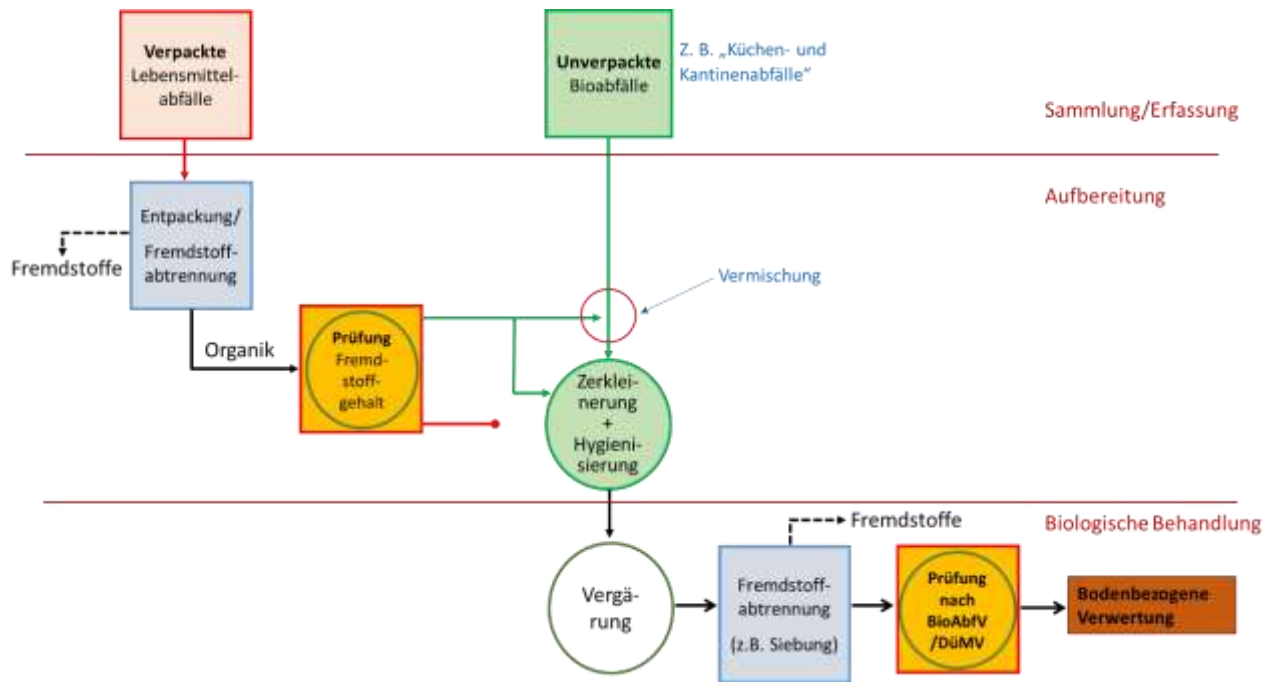 Verpackte
Lebensmittel-
abfälle
Unverpackte
Bioabfälle
Z. B. „Küchen- und
Kantinenabfälle“
Sammlung/Erfassung
Aufbereitung
Entpackung/
Fremdstoff-
abtrennung
Fremdstoffe
Vermischung
Organik
Prüfung
Fremd-
stoff-
gehalt
Zerklei-
nerung
+
Hygieni-
sierung
Biologische Behandlung
Fremdstoffe
Vergä-
rung
Fremdstoff-
abtrennung
(z.B. Siebung)
Prüfung
nach
BioAbfV
/DüMV
Bodenbezogene
Verwertung